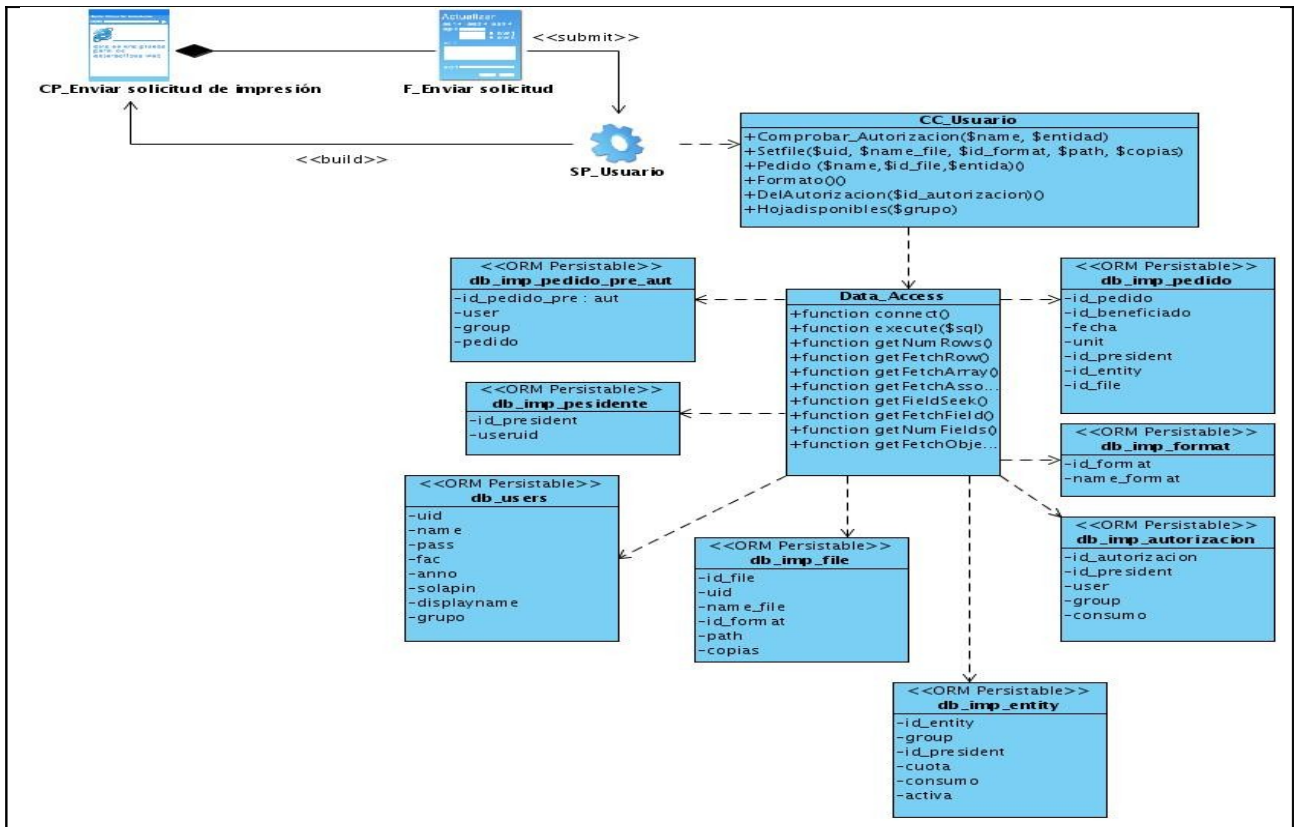 Actualizar
<<submit>>
CP_Enviar solicitud de impresión
F_Enviar solicitud
<<build>>
SP_Usuario
CC_Usuario
+Comprobar_Autorizacion($name, $entidad)
+Setfile($uid, $name_file, $id_format, $path, $copias)
+Pedido ($name,$id_file,$entida)()
+Formato()()
+DelAutorizacion($id_autorizacion)()
+Hojadisponibles($grupo)
<<ORM Persistable>>
db_imp_pedido_pre_aut
-id_pedido_pre : aut
-user
-group
-pedido
Data_Access
+function connect()
+function execute($sql)
+function getNumRows()
+function getFetchRow()
+function getFetchArray()
+function getFetchAsso...
+function getFieldSeek()
+function getFetchField()
+function getNumFields()
+function getFetchObje...
<<ORM Persistable>>
db_imp_pedido
-id_pedido
-id_beneficiado
-fecha
-unit
-id_president
-id_entity
-id_file
<<ORM Persistable>>
db_imp_pesidente
-id_president
-useruid
<<ORM Persistable>>
db_imp_format
-id_format
-name_format
<<ORM Persistable>>
db_users
-uid
-name
-pass
-fac
-anno
-solapin
-displayname
-grupo
<<ORM Persistable>>
db_imp_file
-id_file
-uid
-name_file
-id_format
-path
-copias
<<ORM Persistable>>
db_imp_autorizacion
-id_autorizacion
-id_president
-user
-group
-consumo
<<ORM Persistable>>
db_imp_entity
-id_entity
-group
-id_president
-cuota
-consumo
-activa